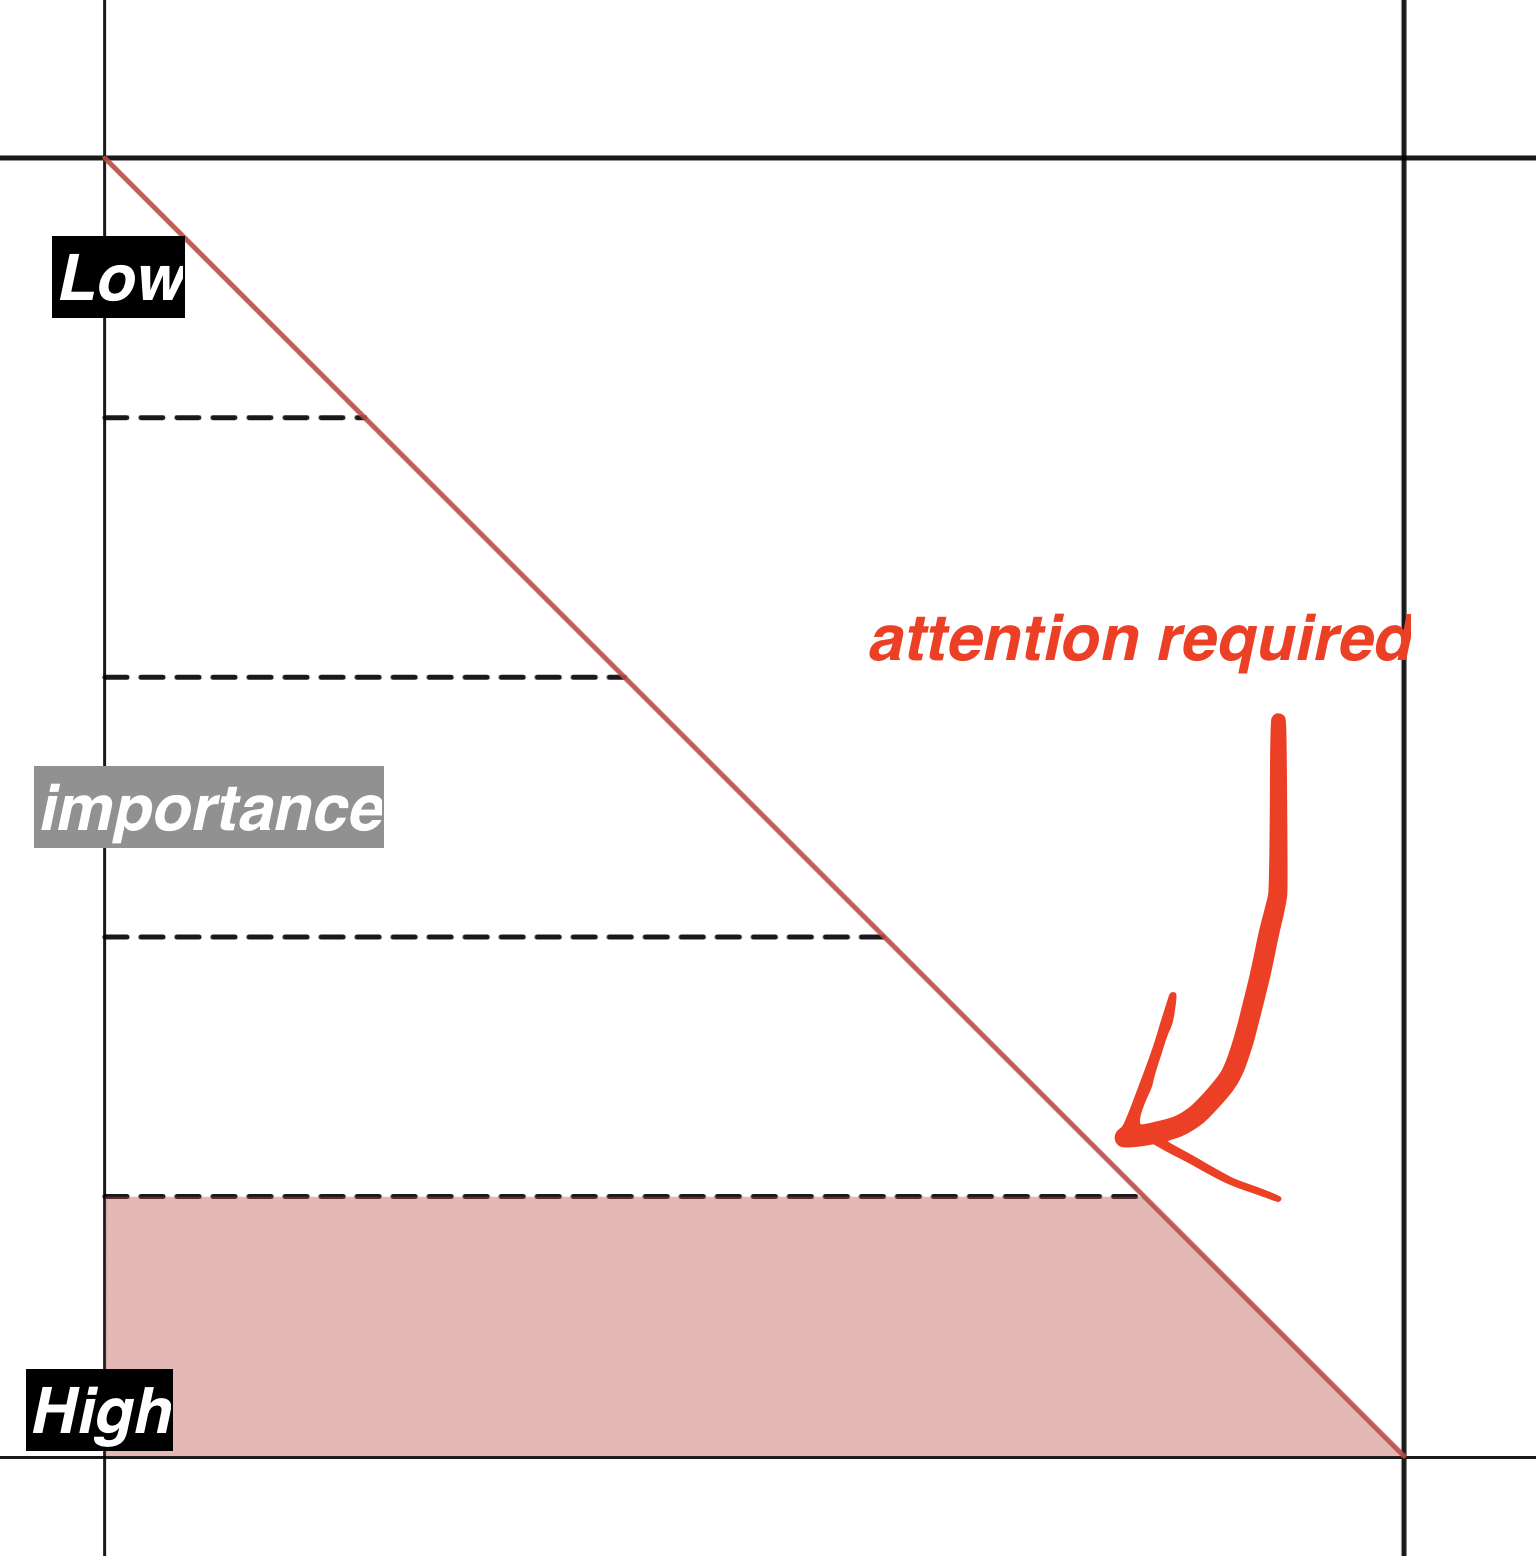 Low
attention required
importance
High